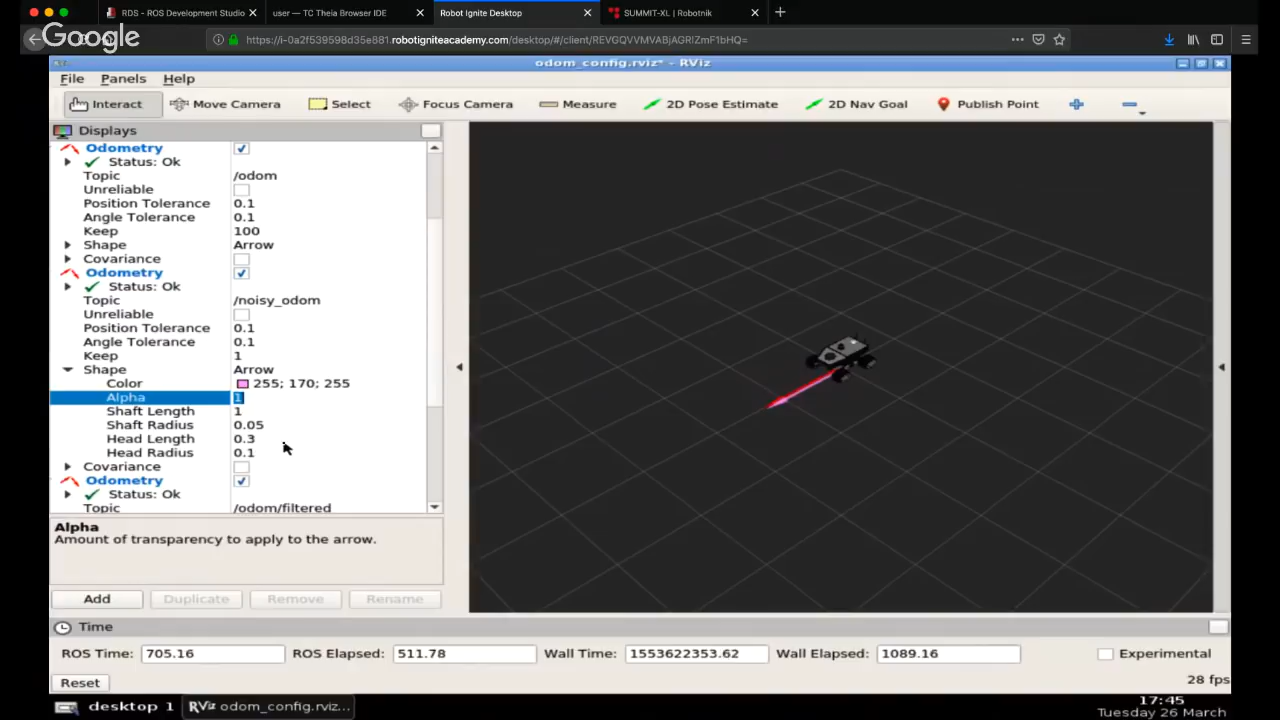 RDS - ROS Development Studio
user — TC Theia Browser IDE
Robot Ignite Desktop
SUMMIT-XL | Robotnik
Google
https://i-0a2f539598d35e881.robotigniteacademy.com/desktop/#/client/REVGQVVMVABjAGRIZmF1bHQ=
odom_config.rviz* - RViz
File Panels Help
Interact Move Camera Select Focus Camera Measure 2D Pose Estimate 2D Nav Goal Publish Point
Displays
Odometry
Status: Ok
Topic /odom
Unreliable
Position Tolerance 0.1
Angle Tolerance 0.1
Keep 100
Shape Arrow
Covariance
Odometry
Status: Ok
Topic /noisy_odom
Unreliable
Position Tolerance 0.1
Angle Tolerance 0.1
Keep 1
Shape Arrow
Color 255; 170; 255
Alpha 1
Shaft Length 1
Shaft Radius 0.05
Head Length 0.3
Head Radius 0.1
Covariance
Odometry
Status: Ok
Topic /odom/filtered
Alpha
Amount of transparency to apply to the arrow.
Add Duplicate Remove Rename
Time
ROS Time: 705.16 ROS Elapsed: 511.78 Wall Time: 1553622353.62 Wall Elapsed: 1089.16 Experimental
Reset 28 fps
desktop 1 RViz odom_config.rviz...
17:45
Tuesday 26 March